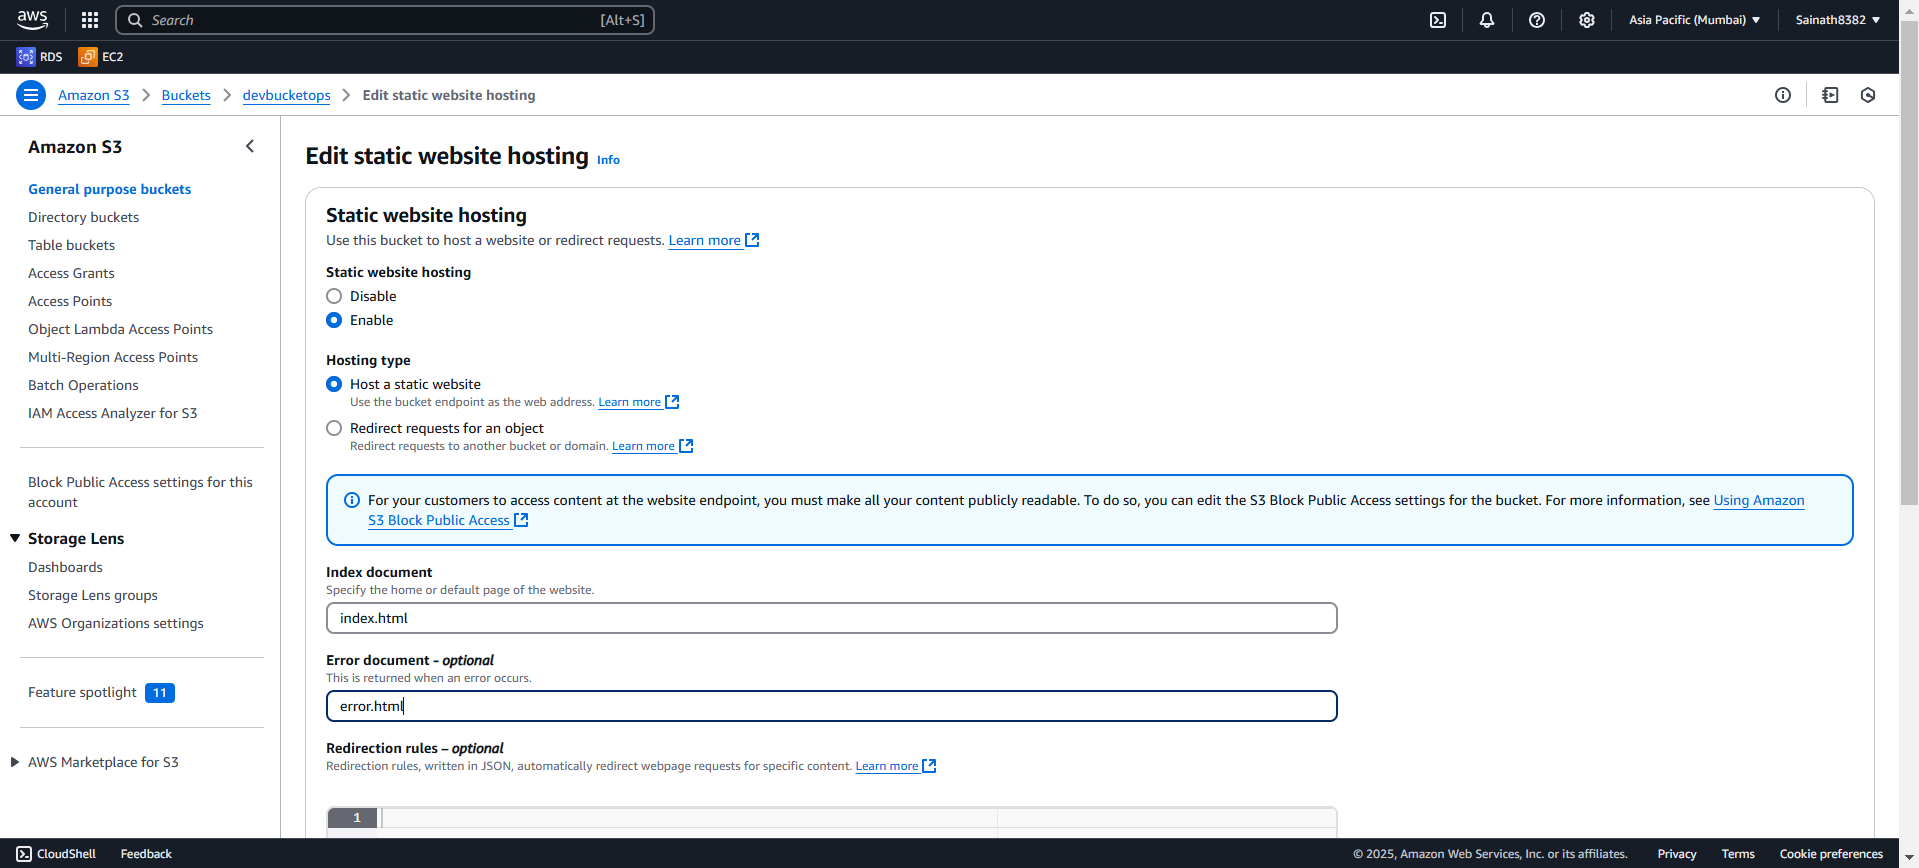 aws
Search [Alt+S]
Asia Pacific (Mumbai)
Sainath8382
RDS
EC2
Amazon S3
Buckets
devbucketops
Edit static website hosting
Amazon S3
General purpose buckets
Directory buckets
Table buckets
Access Grants
Access Points
Object Lambda Access Points
Multi-Region Access Points
Batch Operations
IAM Access Analyzer for S3
Block Public Access settings for this
account
Storage Lens
Dashboards
Storage Lens groups
AWS Organizations settings
Feature spotlight 11
AWS Marketplace for S3
Edit static website hosting Info
Static website hosting
Use this bucket to host a website or redirect requests. Learn more
Static website hosting
Disable
Enable
Hosting type
Host a static website
Use the bucket endpoint as the web address. Learn more
Redirect requests for an object
Redirect requests to another bucket or domain. Learn more
For your customers to access content at the website endpoint, you must make all your content publicly readable. To do so, you can edit the S3 Block Public Access settings for the bucket. For more information, see Using Amazon
S3 Block Public Access
Index document
Specify the home or default page of the website.
index.html
Error document - optional
This is returned when an error occurs.
error.html
Redirection rules – optional
Redirection rules, written in JSON, automatically redirect webpage requests for specific content. Learn more
1
CloudShell
Feedback
© 2025, Amazon Web Services, Inc. or its affiliates.
Privacy
Terms
Cookie preferences